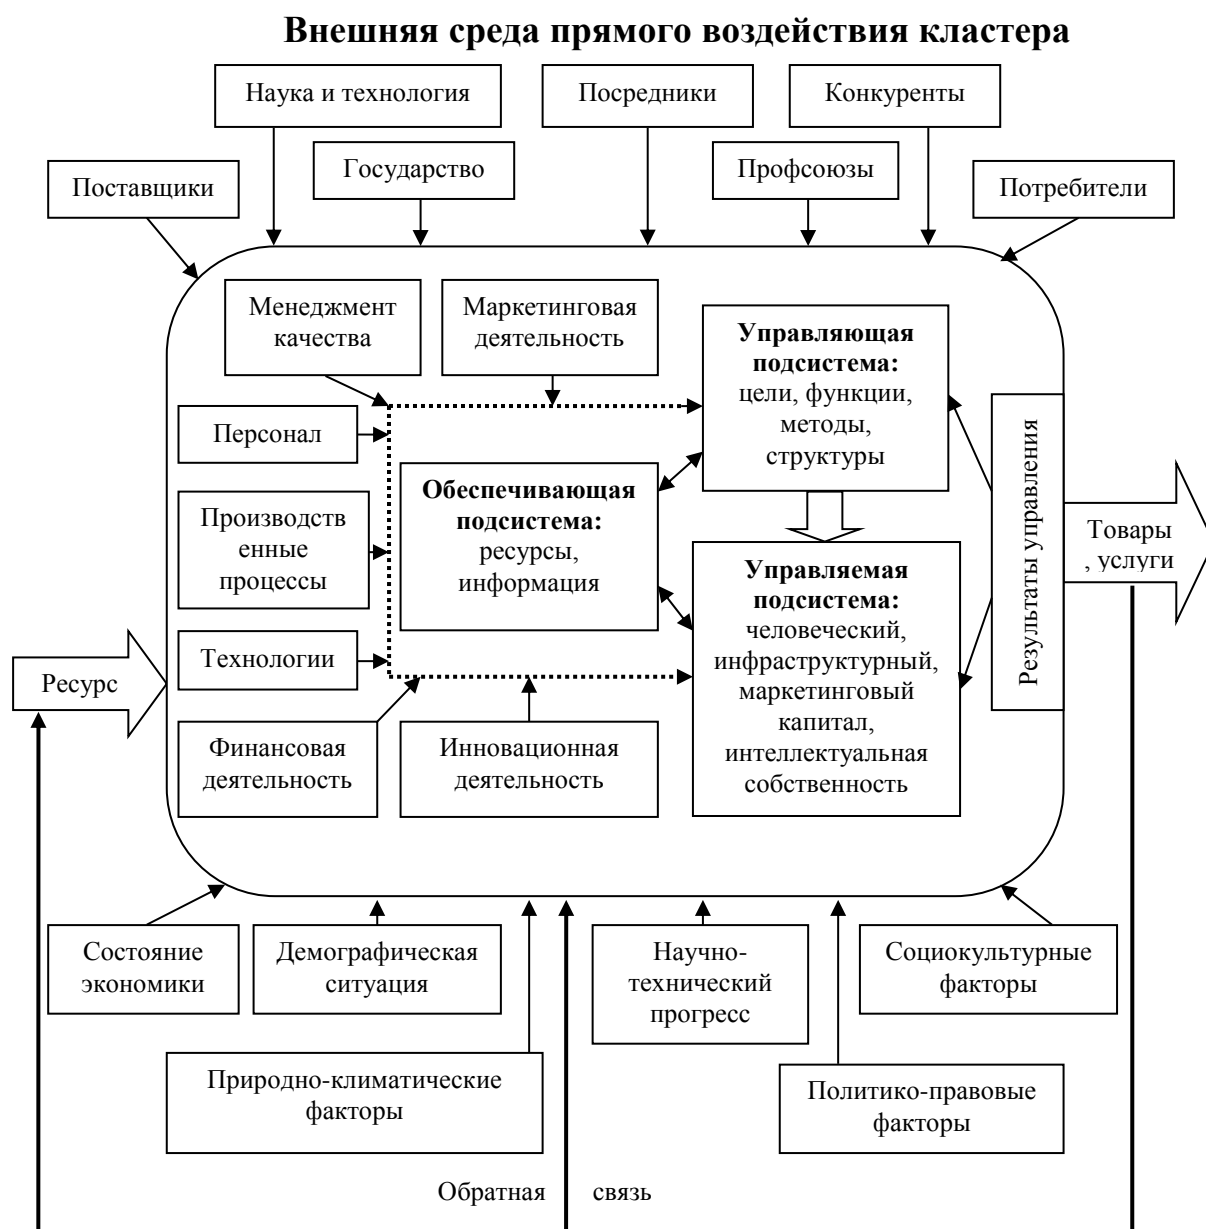 Внешняя среда прямого воздействия кластера
Наука и технология
Посредники
Конкуренты
Государство
Профсоюзы
Поставщики
Потребители
Менеджмент
качества
Маркетинговая
деятельность
Управляющая
подсистема:
цели, функции,
методы,
структуры
Персонал
Обеспечивающая
подсистема:
ресурсы,
информация
Производств
енные
процессы
Управляемая
подсистема:
человеческий,
инфраструктурный,
маркетинговый
капитал,
интеллектуальная
собственность
Результаты управления
Товары
, услуги
Технологии
Ресурс
Финансовая
деятельность
Инновационная
деятельность
Состояние
экономики
Демографическая
ситуация
Научно-
технический
прогресс
Социокультурные
факторы
Природно-климатические
факторы
Политико-правовые
факторы
Обратная связь